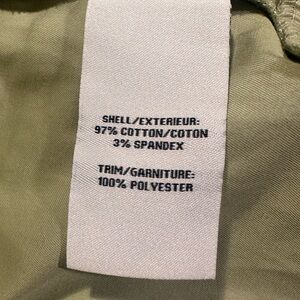 SHELL/EXTERIEUR:
97% COTTON/COTON
3% SPANDEX
TRIM/GARNITURE:
100% POLYESTER